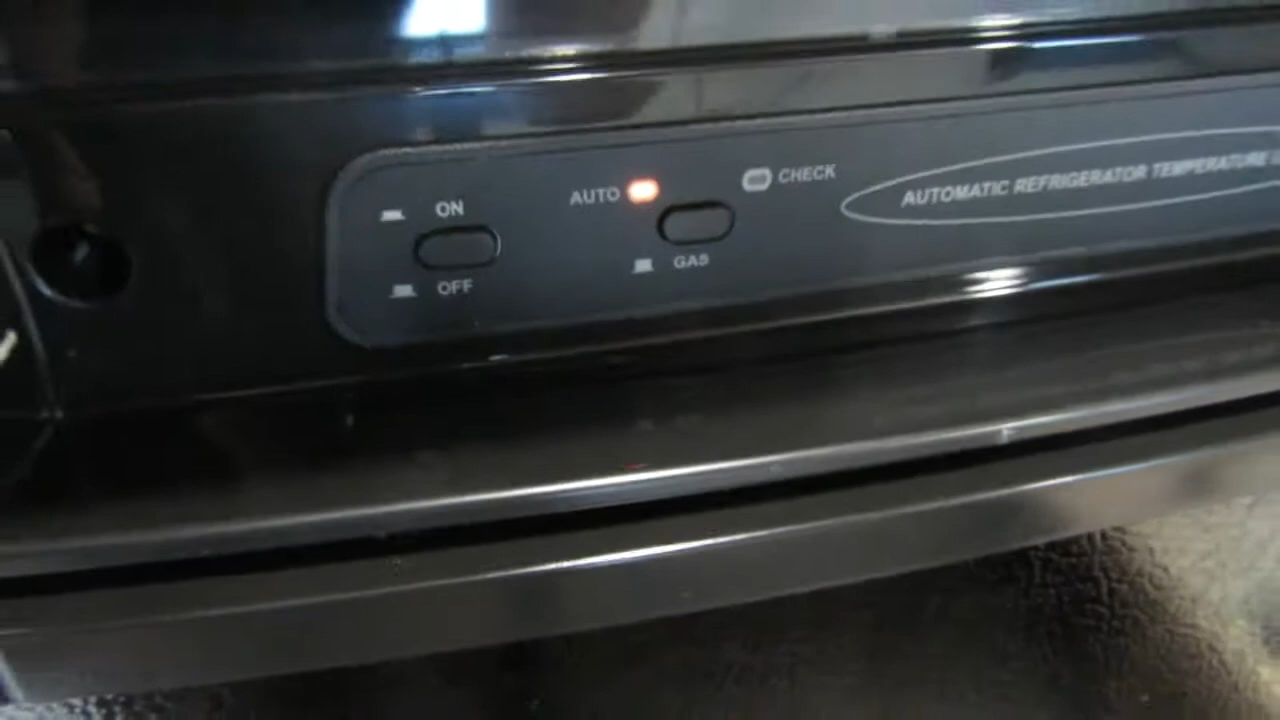 ON
OFF
AUTO
GAS
CHECK
AUTOMATIC REFRIGERATOR TEMPERATURE